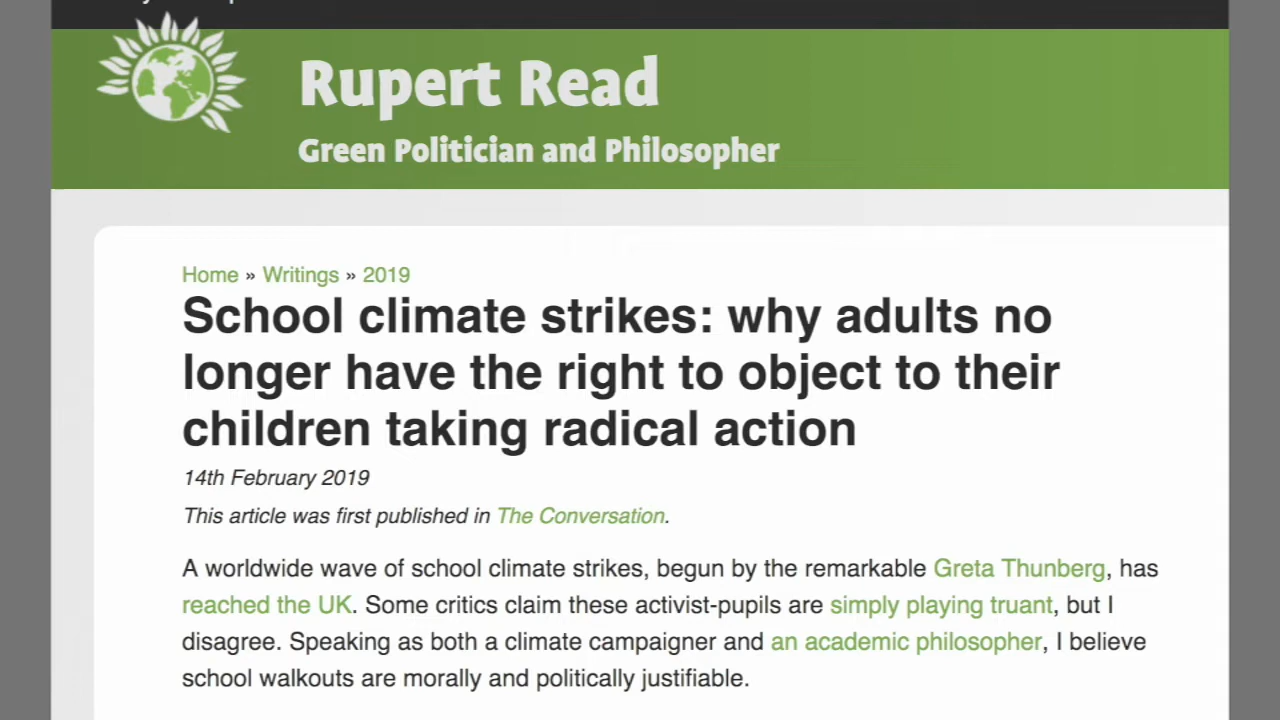 Rupert Read
Green Politician and Philosopher
Home » Writings » 2019
School climate strikes: why adults no
longer have the right to object to their
children taking radical action
14th February 2019
This article was first published in The Conversation.
A worldwide wave of school climate strikes, begun by the remarkable Greta Thunberg, has
reached the UK. Some critics claim these activist-pupils are simply playing truant, but I
disagree. Speaking as both a climate campaigner and an academic philosopher, I believe
school walkouts are morally and politically justifiable.